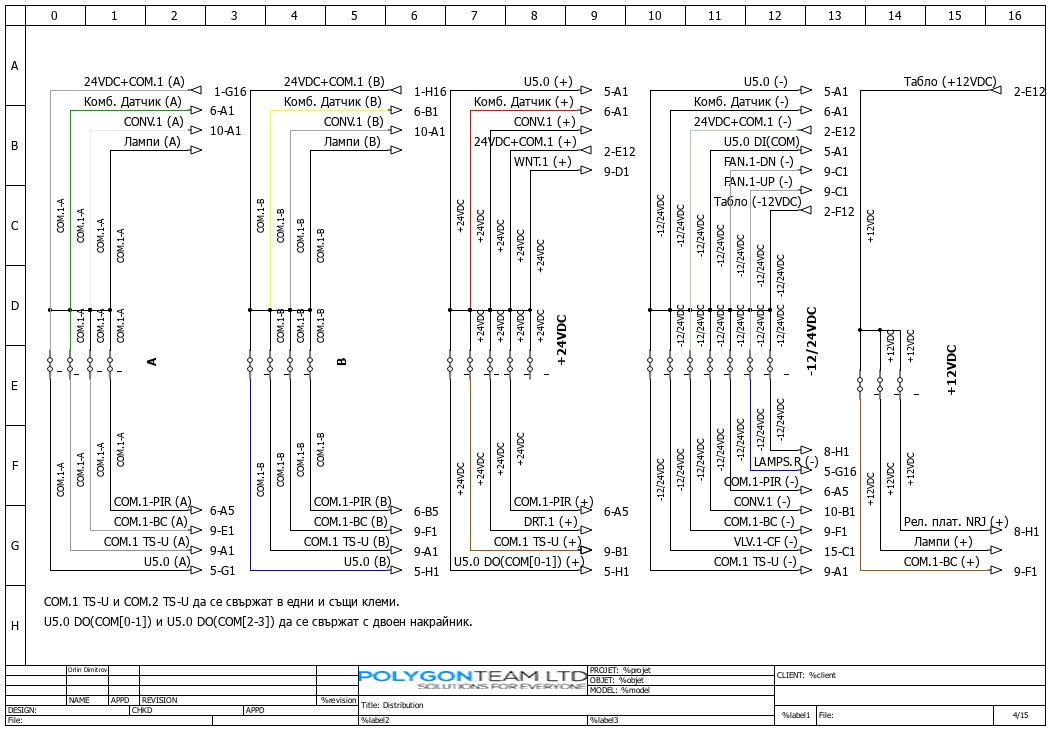 0 1 2 3 4 5 6 7 8 9 10 11 12 13 14 15 16
A
B
C
D
E
F
G
H
24VDC+COM.1 (A) 1-G16
Комб. Датчик (A) 6-A1
CONV.1 (A) 10-A1
Лампи (A)
COM.1-A COM.1-A COM.1-A COM.1-A
COM.1-A COM.1-A COM.1-A
A
COM.1-A COM.1-A COM.1-A COM.1-A
COM.1-PIR (A) 6-A5
COM.1-BC (A) 9-E1
COM.1 TS-U (A) 9-A1
U5.0 (A) 5-G1
24VDC+COM.1 (B) 1-H16
Комб. Датчик (B) 6-B1
CONV.1 (B) 10-A1
Лампи (B)
COM.1-B COM.1-B COM.1-B COM.1-B
COM.1-B COM.1-B COM.1-B
B
COM.1-B COM.1-B COM.1-B COM.1-B
COM.1-PIR (B) 6-B5
COM.1-BC (B) 9-F1
COM.1 TS-U (B) 9-A1
U5.0 (B) 5-H1
U5.0 (+) 5-A1
Комб. Датчик (+) 6-A1
CONV.1 (+)
24VDC+COM.1 (+) 2-E12
WNT.1 (+) 9-D1
+24VDC +24VDC +24VDC +24VDC +24VDC
+24VDC +24VDC +24VDC +24VDC
+24VDC
+24VDC +24VDC +24VDC +24VDC
COM.1-PIR (+) 6-A5
DRT.1 (+)
COM.1 TS-U (+) 9-B1
U5.0 DO(COM[0-1]) (+) 5-H1
U5.0 (-) 5-A1
Комб. Датчик (-) 6-A1
24VDC+COM.1 (-) 2-E12
U5.0 DI(COM) 5-A1
FAN.1-DN (-) 9-C1
FAN.1-UP (-) 9-C1
Табло (-12VDC) 2-F12
-12/24VDC -12/24VDC -12/24VDC -12/24VDC -12/24VDC -12/24VDC -12/24VDC
-12/24VDC -12/24VDC -12/24VDC -12/24VDC -12/24VDC -12/24VDC
-12/24VDC
-12/24VDC -12/24VDC -12/24VDC -12/24VDC -12/24VDC -12/24VDC -12/24VDC
8-H1
LAMPS.R (-) 5-G16
COM.1-PIR (-) 6-A5
CONV.1 (-) 10-B1
COM.1-BC (-) 9-F1
VLV.1-CF (-) 15-C1
COM.1 TS-U (-) 9-A1
Табло (+12VDC) 2-E12
+12VDC
+12VDC +12VDC
+12VDC
+12VDC +12VDC +12VDC
Рел. плат. NRJ (+) 8-H1
Лампи (+)
COM.1-BC (+) 9-F1
COM.1 TS-U и COM.2 TS-U да се свържат в едни и същи клеми.
U5.0 DO(COM[0-1]) и U5.0 DO(COM[2-3]) да се свържат с двоен накрайник.
Orlin Dimitrov
NAME APPD REVISION %revision
DESIGN: CHKD APPD
File:
POLYGONTEAM LTD
SOLUTIONS FOR EVERYONE
Title: Distribution
%label2
PROJET: %projet
OBJET: %objet
MODEL: %model
%label3
CLIENT: %client
%label1 File: 4/15